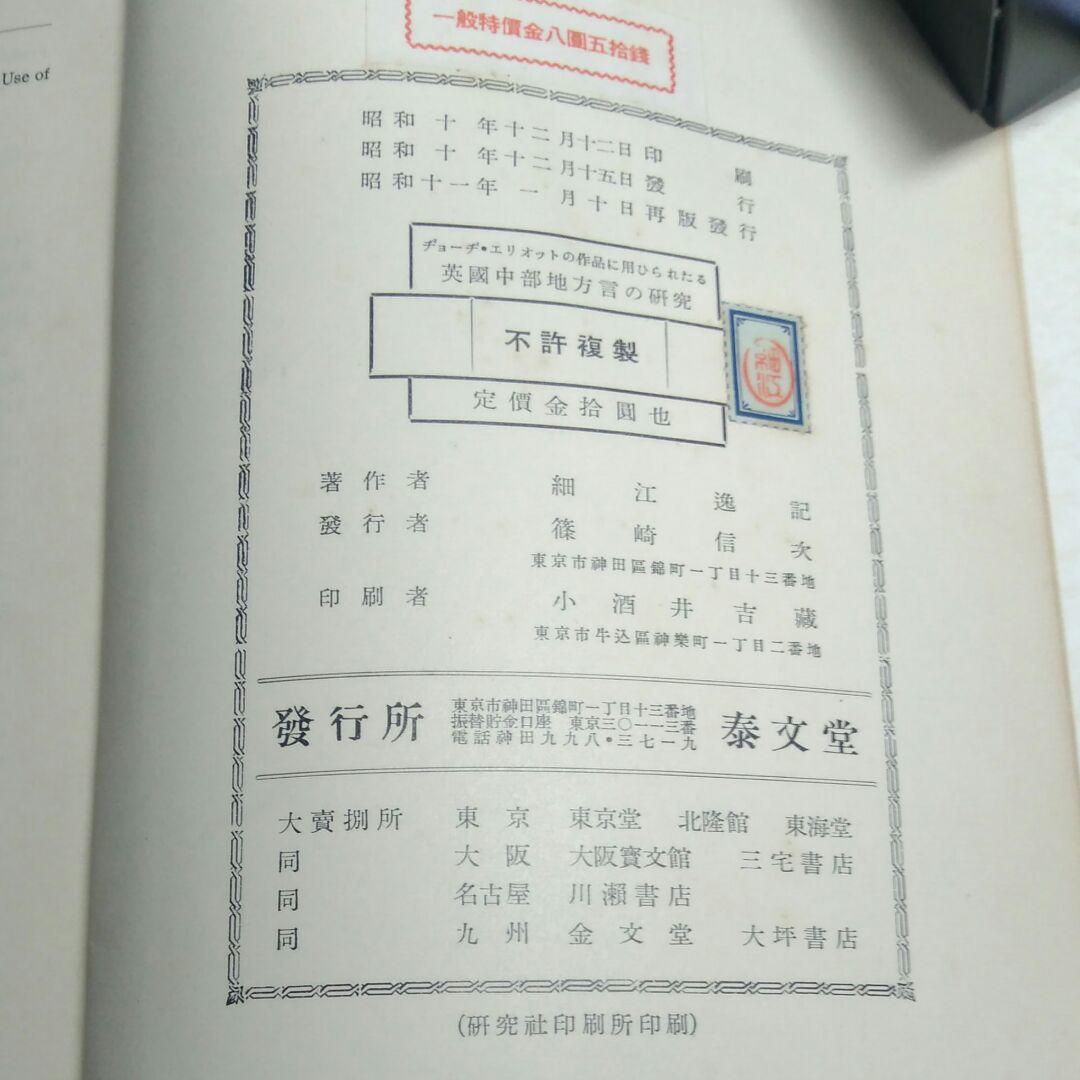 Use of
一般特價金八圓五拾錢
昭和十年十二月十二日印刷
昭和十年十二月十五日發行
昭和十一年一月十日再版發行
ヂョーヂ・エリオットの作品に用ひられたる
英國中部地方言の研究
不許複製
細江
定價金拾圓也
著作者 細江逸記
發行者 篠崎信次
東京市神田區錦町一丁目十三番地
印刷者 小酒井吉藏
東京市牛込區神樂町一丁目二番地
發行所
東京市神田區錦町一丁目十三番地
振替貯金口座 東京三〇一一三番
電話神田九九八・三七一九
泰文堂
大賣捌所 東京 東京堂 北隆館 東海堂
同 大阪 大阪寶文館 三宅書店
同 名古屋 川瀨書店
同 九州 金文堂 大坪書店
(研究社印刷所印刷)